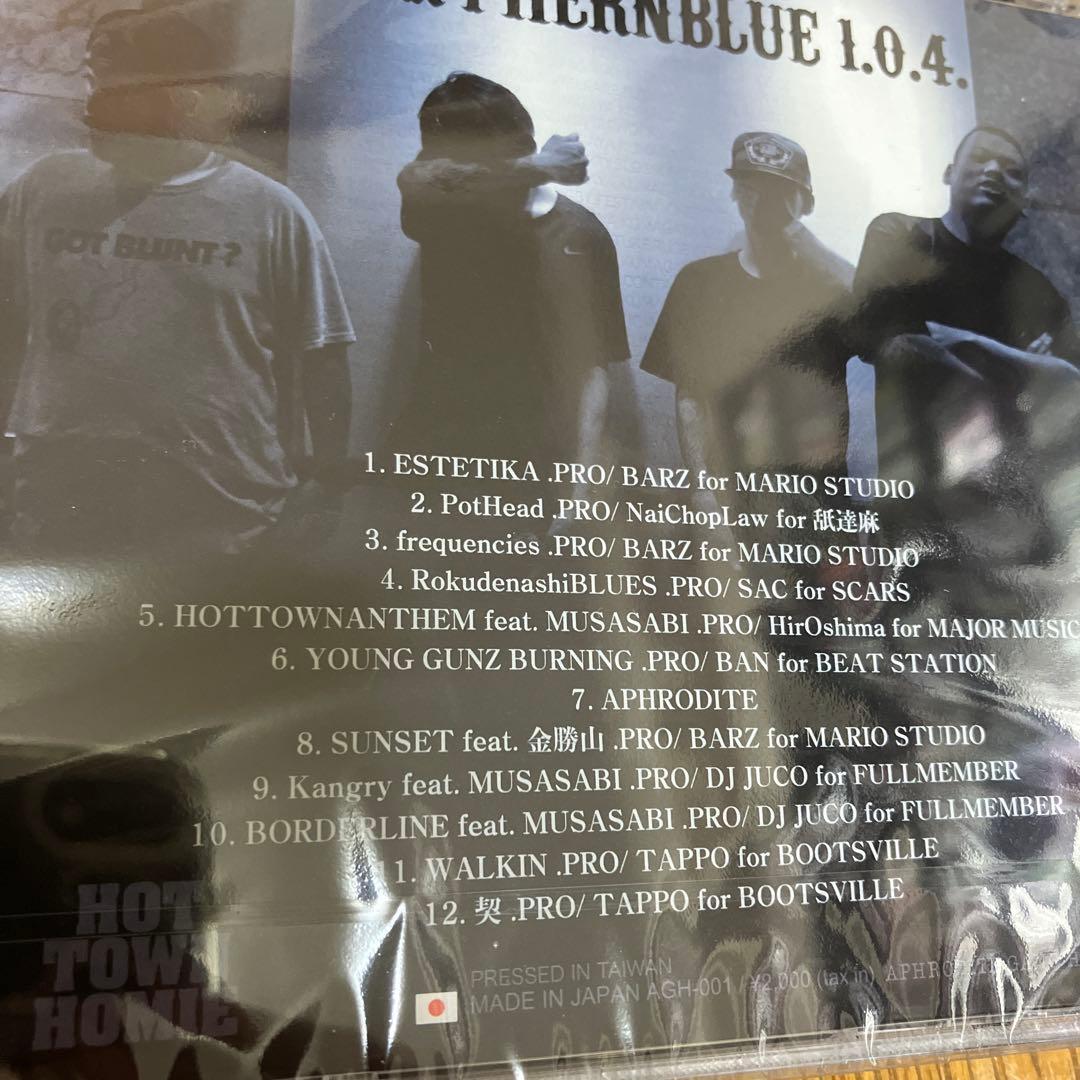 THERNBLUE 1.0.4.
GOT BLUNT?
1. ESTETIKA .PRO/ BARZ for MARIO STUDIO
2. PotHead .PRO/ NaiChopLaw for 舐達麻
3. frequencies .PRO/ BARZ for MARIO STUDIO
4. RokudenashiBLUES .PRO/ SAC for SCARS
5. HOTTOWNANTHEM feat. MUSASABI .PRO/ HirOshima for MAJOR MUSIC
6. YOUNG GUNZ BURNING .PRO/ BAN for BEAT STATION
7. APHRODITE
8. SUNSET feat. 金勝山 .PRO/ BARZ for MARIO STUDIO
9. Kangry feat. MUSASABI .PRO/ DJ JUCO for FULLMEMBER
10. BORDERLINE feat. MUSASABI .PRO/ DJ JUCO for FULLMEMBER
11. WALKIN .PRO/ TAPPO for BOOTSVILLE
12. 契 .PRO/ TAPPO for BOOTSVILLE
HOT
TOWN
HOMIE
PRESSED IN TAIWAN
MADE IN JAPAN AGH-001 / ¥2,000 (tax in)